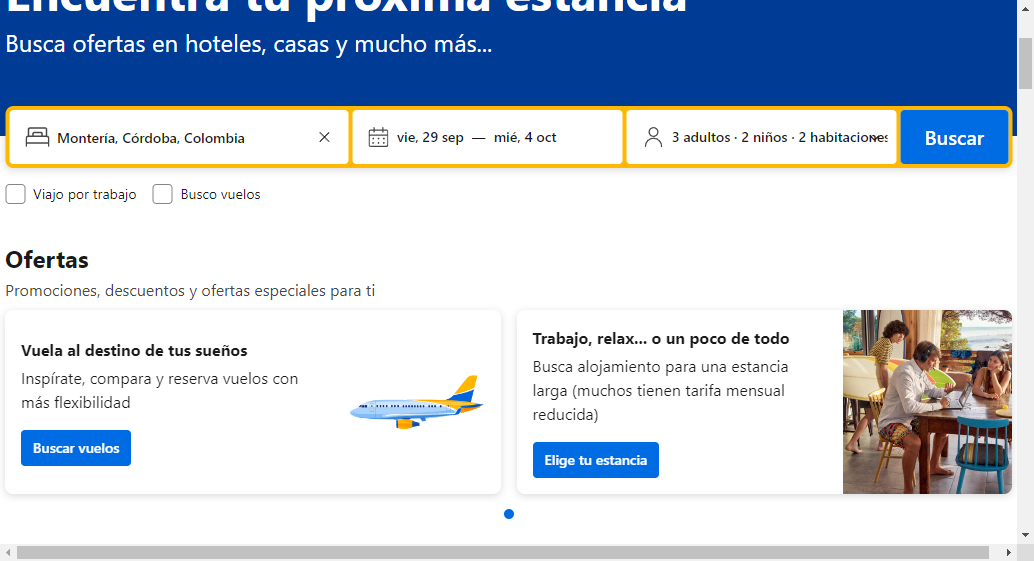 Encuentra tu próxima estancia
Busca ofertas en hoteles, casas y mucho más...
Montería, Córdoba, Colombia
vie, 29 sep — mié, 4 oct
3 adultos · 2 niños · 2 habitaciones
Buscar
Viajo por trabajo
Busco vuelos
Ofertas
Promociones, descuentos y ofertas especiales para ti
Vuela al destino de tus sueños
Inspírate, compara y reserva vuelos con
más flexibilidad
Buscar vuelos
Trabajo, relax... o un poco de todo
Busca alojamiento para una estancia
larga (muchos tienen tarifa mensual
reducida)
Elige tu estancia